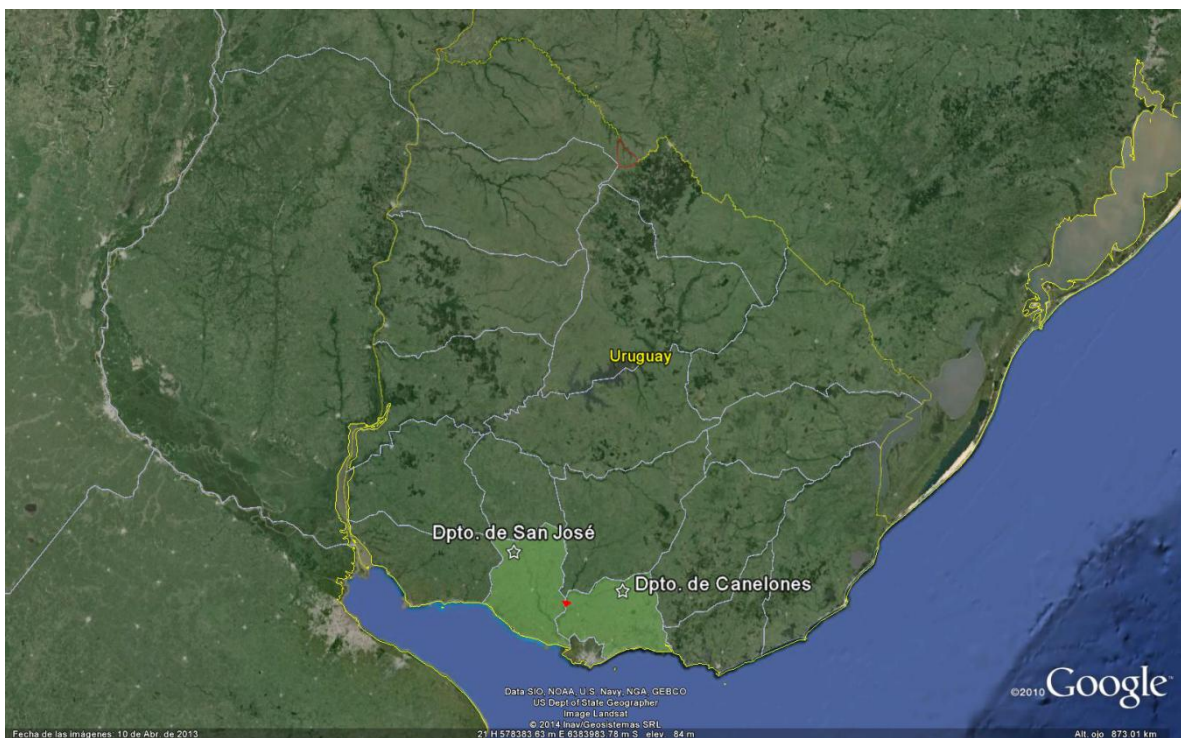 Uruguay
Dpto. de San José
Dpto. de Canelones
©2010 Google
Data SIO, NOAA, U.S. Navy, NGA, GEBCO
US Dept of State Geographer
Image Landsat
© 2014 Inav/Geosistemas SRL
Fecha de las imágenes: 10 de Abr. de 2013 21 H 578383.63 m E 6383983.78 m S elev. 84 m Alt. ojo 873.01 km